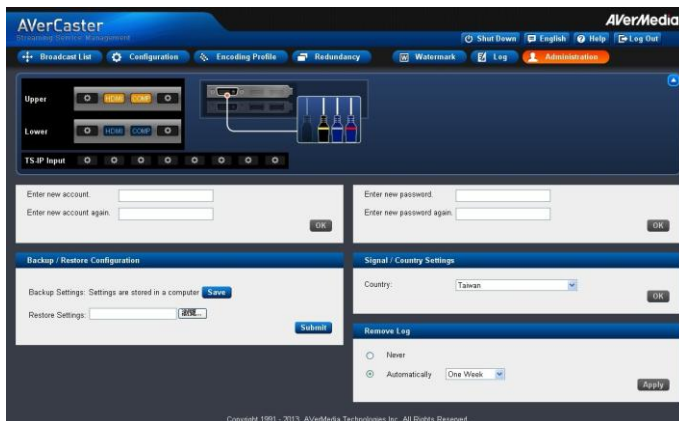 AVerCaster
AVerMedia
Streaming Service Management
Shut Down English Help Log Out
Broadcast List Configuration Encoding Profile Redundancy Watermark Log Administration
Upper HDMI COMP
Lower HDMI COMP
TS-IP Input
Enter new account.
Enter new account again.
OK
Enter new password.
Enter new password again.
OK
Backup / Restore Configuration
Backup Settings: Settings are stored in a computer Save
Restore Settings: 瀏覽...
Submit
Signal / Country Settings
Country: Taiwan
OK
Remove Log
Never
Automatically One Week
Apply
Copyright 1991 - 2013, AVerMedia Technologies Inc. All Rights Reserved